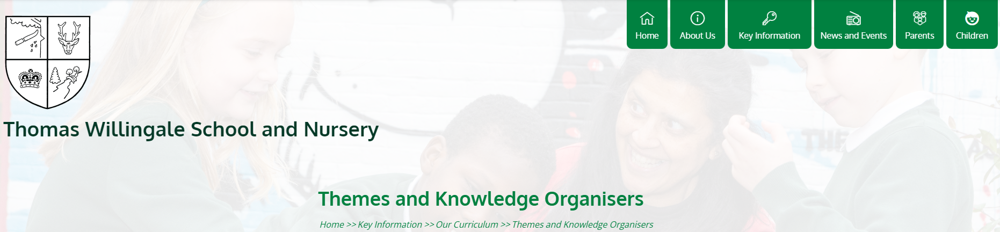 Home
About Us
Key Information
News and Events
Parents
Children
Thomas Willingale School and Nursery
THE
Themes and Knowledge Organisers
Home >> Key Information >> Our Curriculum >> Themes and Knowledge Organisers